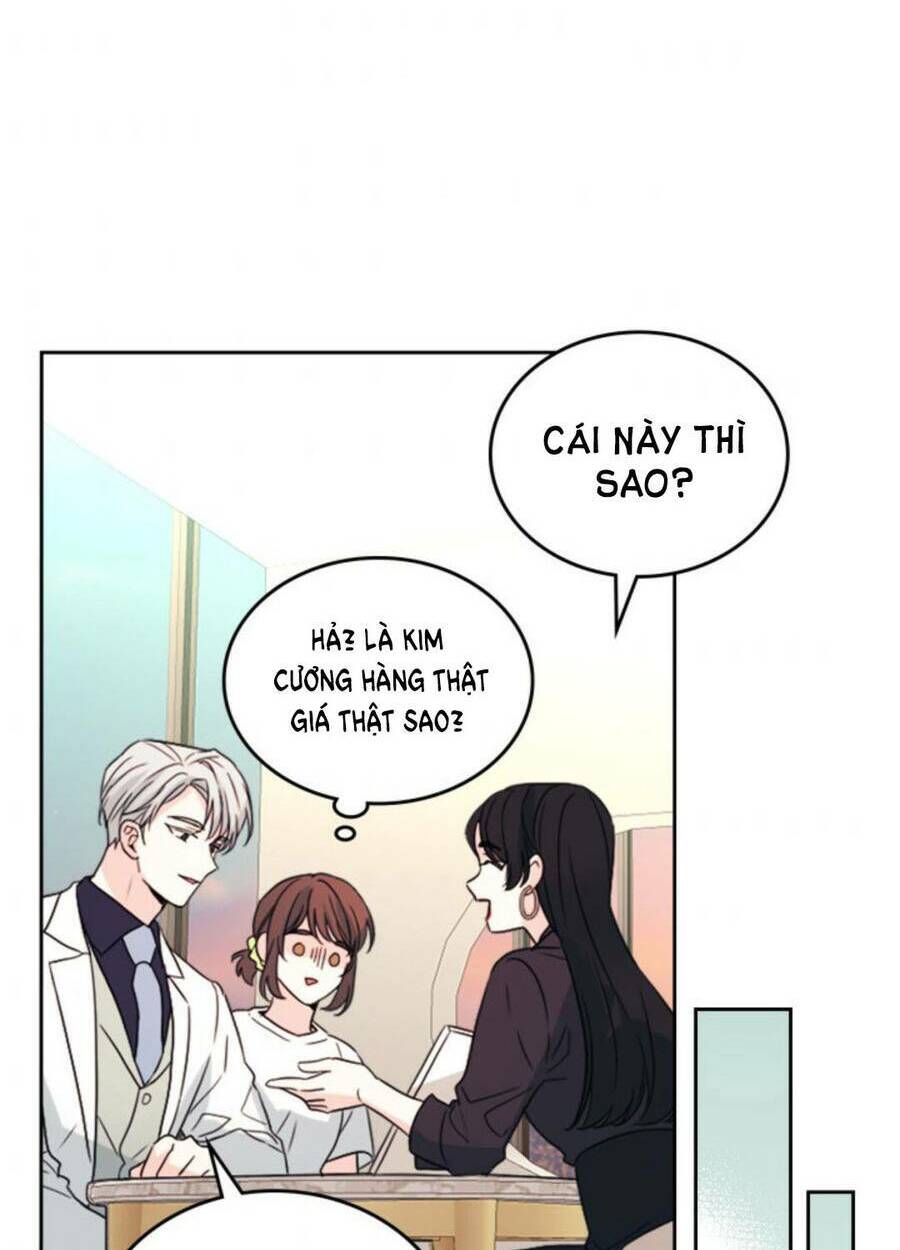 CÁI NÀY THÌ
SAO?
HẢ? LÀ KIM
CƯƠNG HÀNG THẬT
GIÁ THẬT SAO?